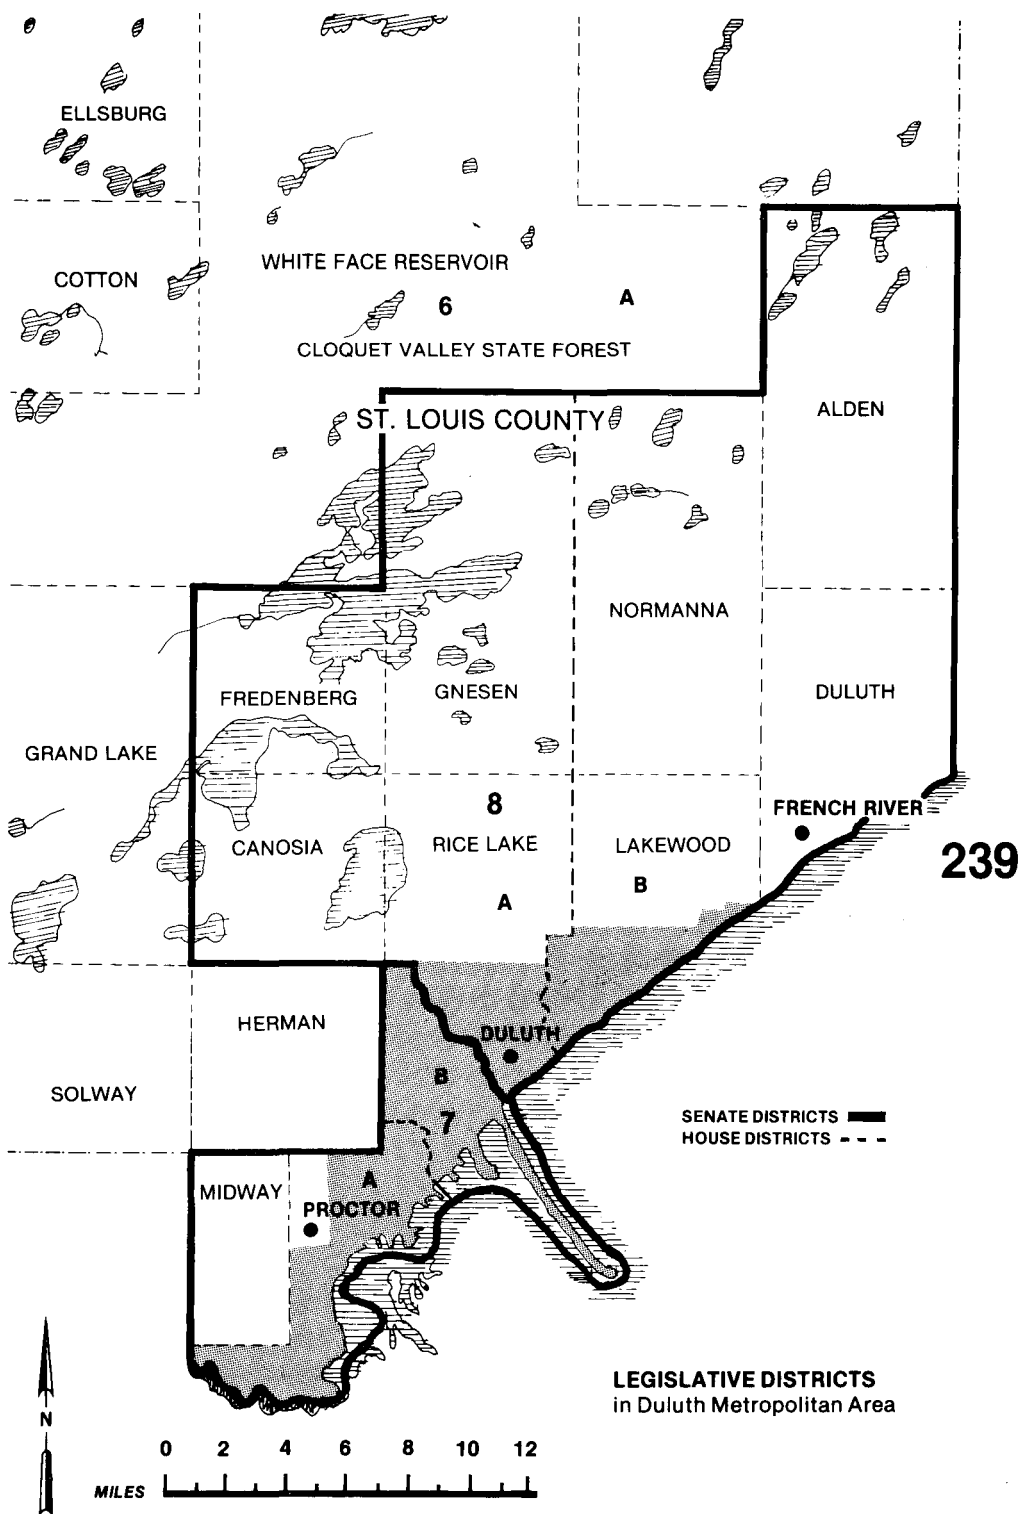 ELLSBURG
COTTON
WHITE FACE RESERVOIR
6
A
CLOQUET VALLEY STATE FOREST
ST. LOUIS COUNTY
ALDEN
NORMANNA
FREDENBERG
GNESEN
DULUTH
GRAND LAKE
8
FRENCH RIVER
CANOSIA
RICE LAKE
LAKEWOOD
239
B
A
HERMAN
DULUTH
SOLWAY
B
7
SENATE DISTRICTS
HOUSE DISTRICTS
MIDWAY
A
PROCTOR
LEGISLATIVE DISTRICTS
in Duluth Metropolitan Area
N
0 2 4 6 8 10 12
MILES